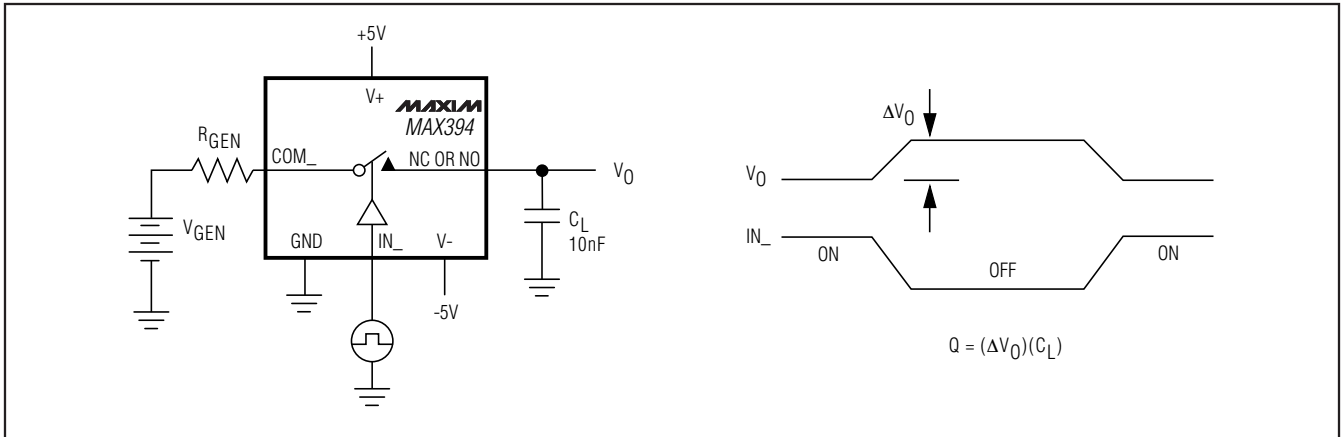 +5V
V+
MAXIM
MAX394
RGEN
COM_
NC OR NO
VO
VGEN
GND
IN_
V-
CL
10nF
-5V
ΔVO
VO
IN_
ON
OFF
ON
Q = (ΔVO)(CL)